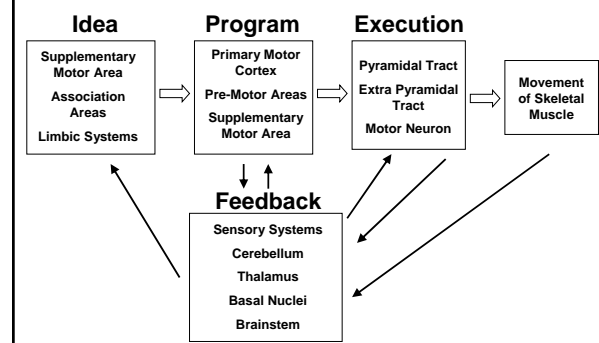 Idea
Supplementary
Motor Area
Association
Areas
Limbic Systems
Program
Primary Motor
Cortex
Pre-Motor Areas
Supplementary
Motor Area
Execution
Pyramidal Tract
Extra Pyramidal
Tract
Motor Neuron
Movement
of Skeletal
Muscle
Feedback
Sensory Systems
Cerebellum
Thalamus
Basal Nuclei
Brainstem